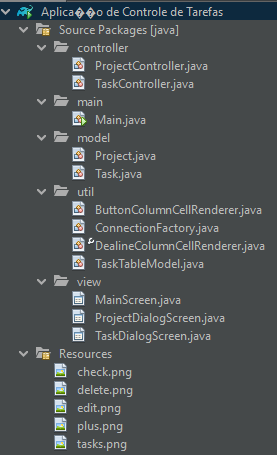 Aplica��o de Controle de Tarefas
Source Packages [java]
controller
ProjectController.java
TaskController.java
main
Main.java
model
Project.java
Task.java
util
ButtonColumnCellRenderer.java
ConnectionFactory.java
DealineColumnCellRenderer.java
TaskTableModel.java
view
MainScreen.java
ProjectDialogScreen.java
TaskDialogScreen.java
Resources
check.png
delete.png
edit.png
plus.png
tasks.png